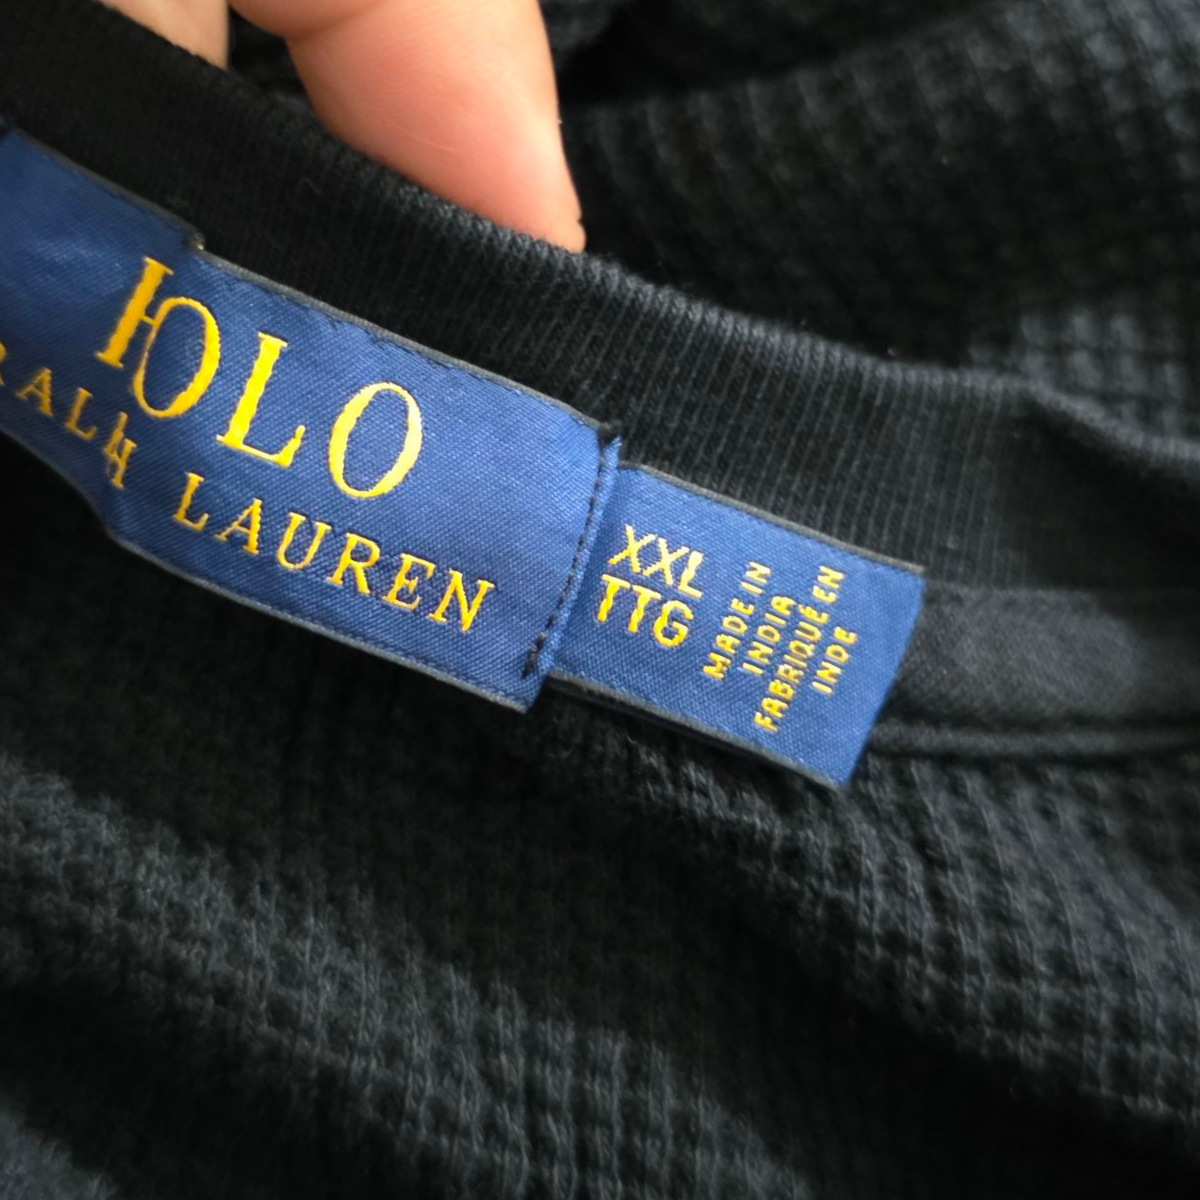 POLO
RALPH LAUREN
XXL
TTG
MADE IN
INDIA
FABRIQUÉ EN
INDE